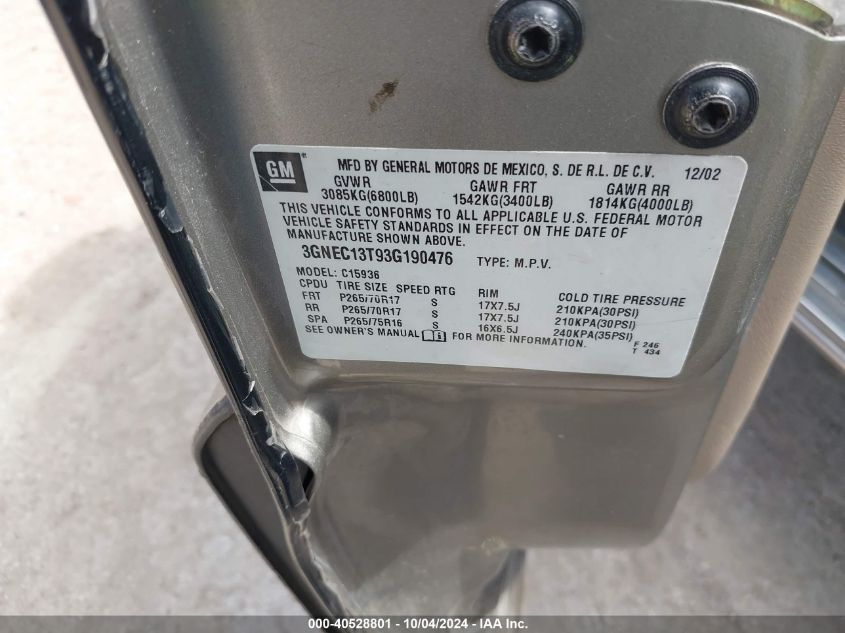 GM
MFD BY GENERAL MOTORS DE MEXICO, S. DE R.L. DE C.V. 12/02
GVWR GAWR FRT GAWR RR
3085KG(6800LB) 1542KG(3400LB) 1814KG(4000LB)
THIS VEHICLE CONFORMS TO ALL APPLICABLE U.S. FEDERAL MOTOR
VEHICLE SAFETY STANDARDS IN EFFECT ON THE DATE OF
MANUFACTURE SHOWN ABOVE.
3GNEC13T93G190476 TYPE: M.P.V.
MODEL: C15936
CPDU TIRE SIZE SPEED RTG RIM COLD TIRE PRESSURE
FRT P265/70R17 S 17X7.5J 210KPA(30PSI)
RR P265/70R17 S 17X7.5J 210KPA(30PSI)
SPA P265/75R16 S 16X6.5J 240KPA(35PSI)
SEE OWNER'S MANUAL FOR MORE INFORMATION.
F 246
T 434
000-40528801 - 10/04/2024 - IAA Inc.